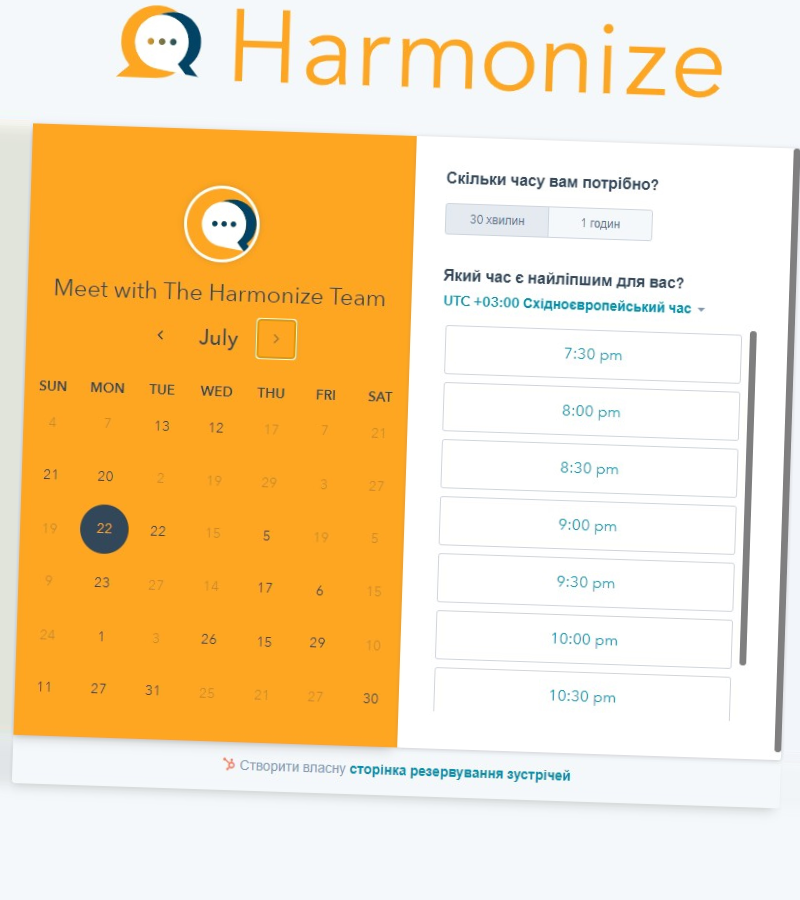 Harmonize
Meet with The Harmonize Team
July
SUN MON TUE WED THU FRI SAT
4 7 13 12 17 7 21
21 20 2 19 29 3 27
19 22 22 15 5 19 5
9 23 27 14 17 6 15
24 1 3 26 15 29 10
11 27 31 25 21 27 30
Скільки часу вам потрібно?
30 хвилин 1 годин
Який час є найліпшим для вас?
UTC +03:00 Східноєвропейський час
7:30 pm
8:00 pm
8:30 pm
9:00 pm
9:30 pm
10:00 pm
10:30 pm
Створити власну сторінка резервування зустрічей